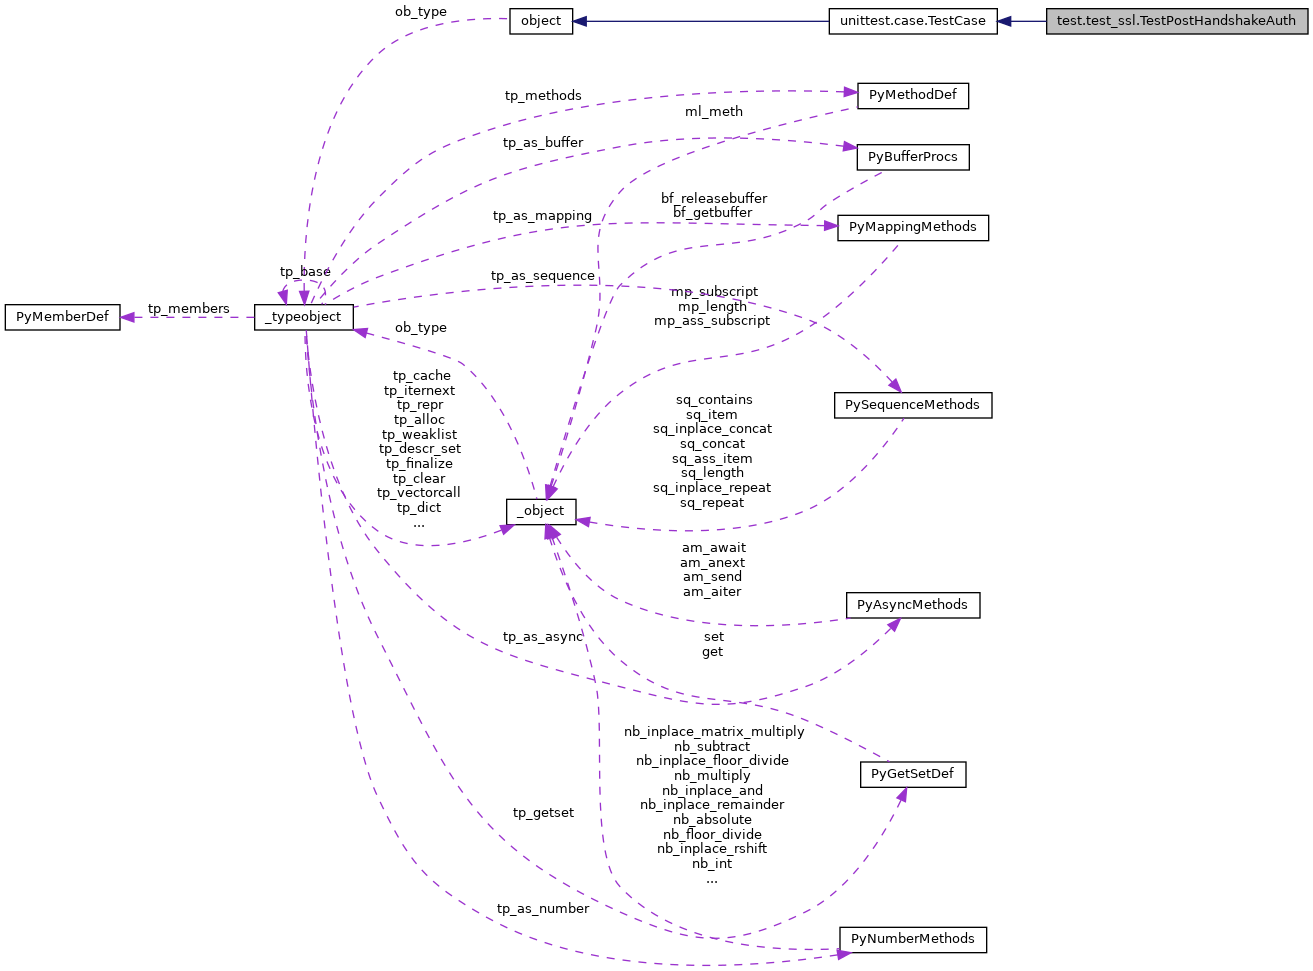 ob_type
object
unittest.case.TestCase
test.test_ssl.TestPostHandshakeAuth
tp_methods
PyMethodDef
ml_meth
tp_as_buffer
PyBufferProcs
bf_releasebuffer
bf_getbuffer
tp_as_mapping
PyMappingMethods
tp_base
tp_as_sequence
mp_subscript
mp_length
mp_ass_subscript
PyMemberDef
tp_members
_typeobject
ob_type
tp_cache
tp_iternext
tp_repr
tp_alloc
tp_weaklist
tp_descr_set
tp_finalize
tp_clear
tp_vectorcall
tp_dict
...
PySequenceMethods
sq_contains
sq_item
sq_inplace_concat
sq_concat
sq_ass_item
sq_length
sq_inplace_repeat
sq_repeat
_object
am_await
am_anext
am_send
am_aiter
PyAsyncMethods
tp_as_async
set
get
nb_inplace_matrix_multiply
nb_subtract
nb_inplace_floor_divide
nb_multiply
nb_inplace_and
nb_inplace_remainder
nb_absolute
nb_floor_divide
nb_inplace_rshift
nb_int
...
PyGetSetDef
tp_getset
tp_as_number
PyNumberMethods